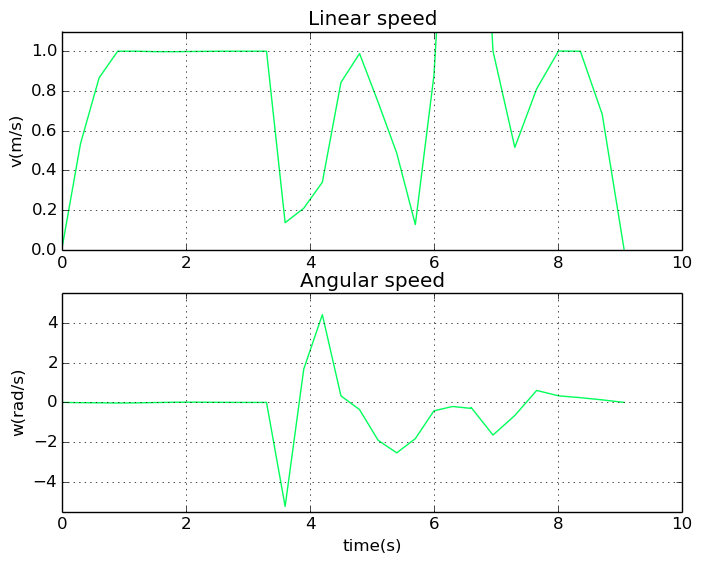 Linear speed
1.0
0.8
0.6
0.4
0.2
0.0
v(m/s)
0 2 4 6 8 10
Angular speed
4
2
0
−2
−4
w(rad/s)
0 2 4 6 8 10
time(s)